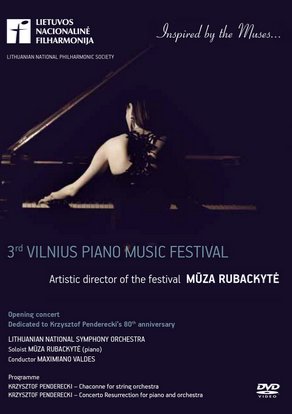 LIETUVOS
NACIONALINĖ
FILHARMONIJA
LITHUANIAN NATIONAL PHILHARMONIC SOCIETY
Inspired by the Muses...
3rd VILNIUS PIANO MUSIC FESTIVAL
Artistic director of the festival MŪZA RUBACKYTĖ
Opening concert
Dedicated to Krzysztof Penderecki's 80th anniversary
LITHUANIAN NATIONAL SYMPHONY ORCHESTRA
Soloist MŪZA RUBACKYTĖ (piano)
Conductor MAXIMIANO VALDES
Programme
KRZYSZTOF PENDERECKI – Chaconne for string orchestra
KRZYSZTOF PENDERECKI – Concerto Resurrection for piano and orchestra
DVD
VIDEO